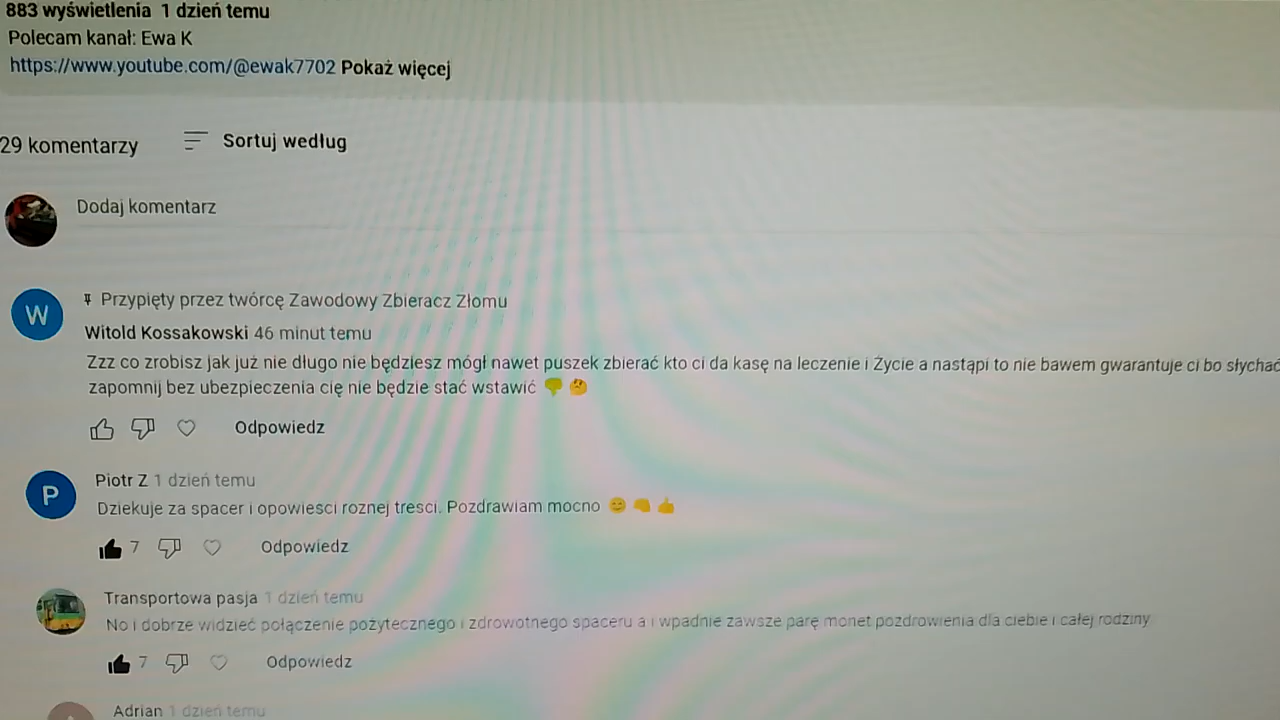 883 wyświetlenia 1 dzień temu
Polecam kanał: Ewa K
https://www.youtube.com/@ewak7702 Pokaż więcej
29 komentarzy Sortuj według
Dodaj komentarz
W
Przypięty przez twórcę Zawodowy Zbieracz Złomu
Witold Kossakowski 46 minut temu
Zzz co zrobisz jak już nie długo nie będziesz mógł nawet puszek zbierać kto ci da kasę na leczenie i Życie a nastąpi to nie bawem gwarantuje ci bo słychać
zapomnij bez ubezpieczenia cię nie będzie stać wstawić 👎🤔
Odpowiedz
P
Piotr Z 1 dzień temu
Dziekuje za spacer i opowiesci roznej tresci. Pozdrawiam mocno 😊👊👍
7 Odpowiedz
Transportowa pasja 1 dzień temu
No i dobrze widzieć połączenie pożytecznego i zdrowotnego spaceru a i wpadnie zawsze parę monet pozdrowienia dla ciebie i całej rodziny
7 Odpowiedz
Adrian 1 dzień temu